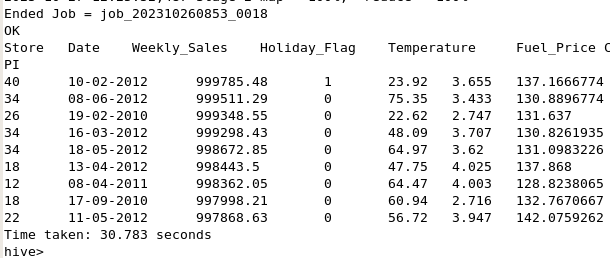 Ended Job = job_202310260853_0018
OK
Store Date Weekly_Sales Holiday_Flag Temperature Fuel_Price C
PI
40 10-02-2012 999785.48 1 23.92 3.655 137.1666774
34 08-06-2012 999511.29 0 75.35 3.433 130.8896774
26 19-02-2010 999348.55 0 22.62 2.747 131.637
34 16-03-2012 999298.43 0 48.09 3.707 130.8261935
34 18-05-2012 998672.85 0 64.97 3.62 131.0983226
18 13-04-2012 998443.5 0 47.75 4.025 137.868
12 08-04-2011 998362.05 0 64.47 4.003 128.8238065
18 17-09-2010 997998.21 0 60.94 2.716 132.7670667
22 11-05-2012 997868.63 0 56.72 3.947 142.0759262
Time taken: 30.783 seconds
hive>